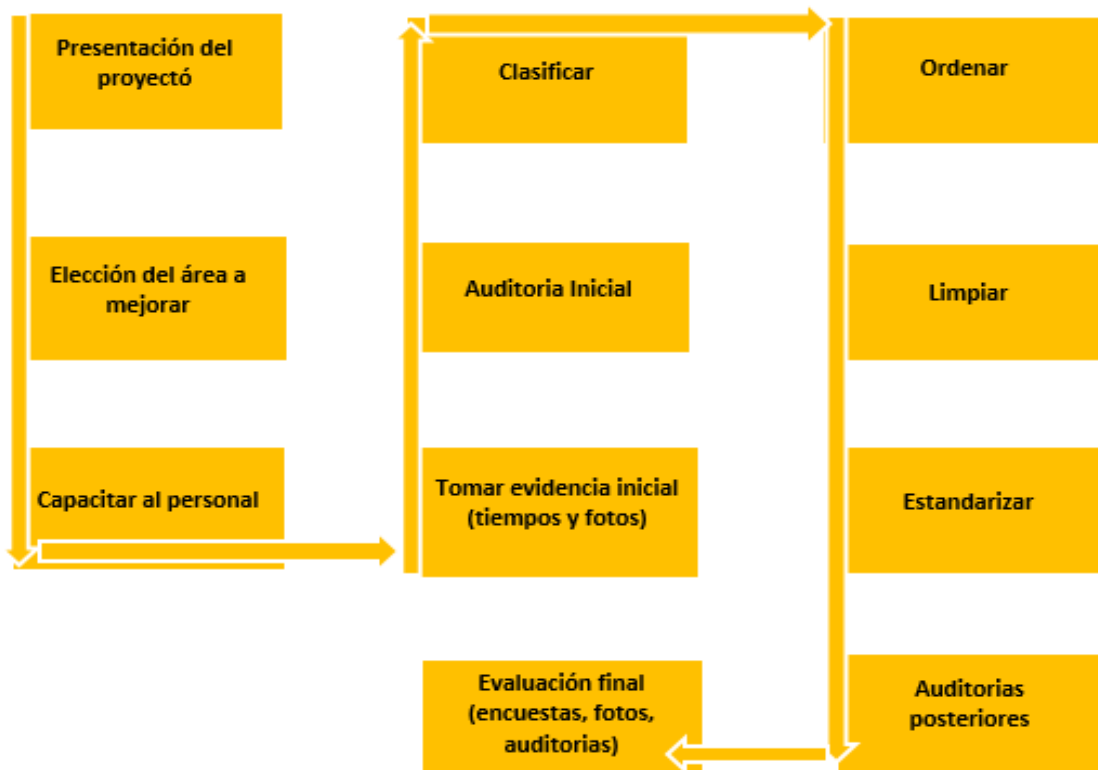 Presentación del
proyectó
Elección del área a
mejorar
Capacitar al personal
Tomar evidencia inicial
(tiempos y fotos)
Auditoria Inicial
Clasificar
Ordenar
Limpiar
Estandarizar
Auditorias
posteriores
Evaluación final
(encuestas, fotos,
auditorias)